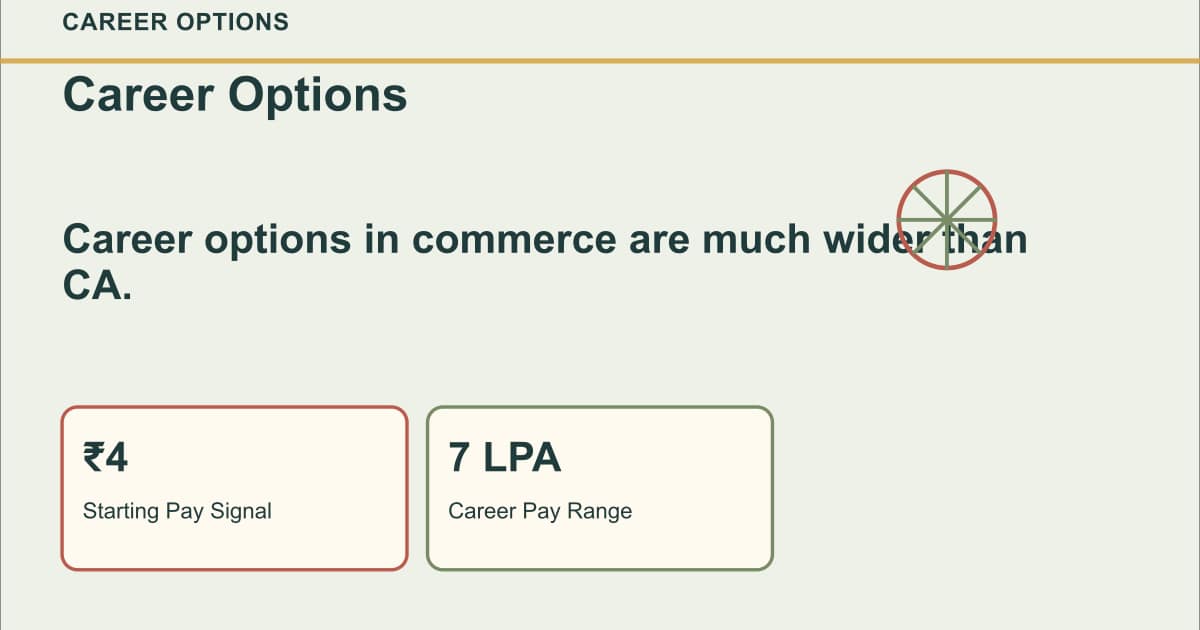 CAREER OPTIONS
Career Options
Career options in commerce are much wider than
CA.
₹4
Starting Pay Signal
7 LPA
Career Pay Range